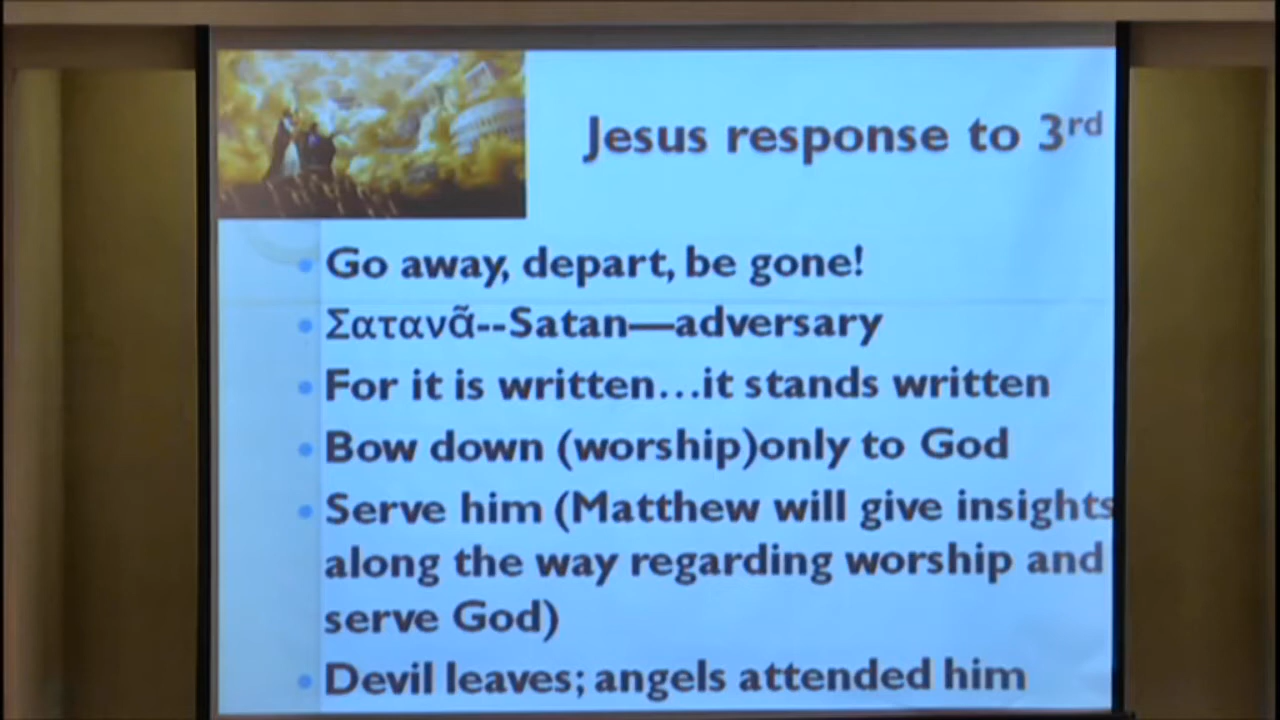 Jesus response to 3rd
• Go away, depart, be gone!
• Σατανᾶ--Satan—adversary
• For it is written…it stands written
• Bow down (worship)only to God
• Serve him (Matthew will give insights
along the way regarding worship and
serve God)
• Devil leaves; angels attended him